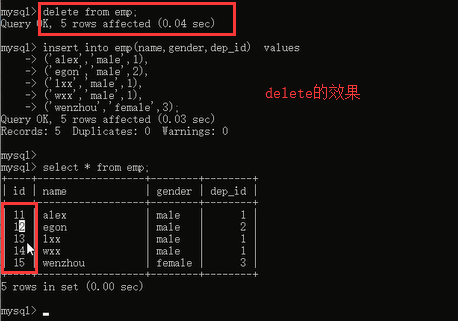 mysql> delete from emp;
Query OK, 5 rows affected (0.04 sec)
mysql>
mysql> insert into emp(name,gender,dep_id)  values
    -> ('alex','male',1),
    -> ('egon','male',2),
    -> ('lxx','male',1),
    -> ('wxx','male',1),
    -> ('wenzhou','female',3);
Query OK, 5 rows affected (0.03 sec)
Records: 5  Duplicates: 0  Warnings: 0
delete的效果
mysql>
mysql> select * from emp;
+----+---------+--------+--------+
| id | name    | gender | dep_id |
+----+---------+--------+--------+
| 11 | alex    | male   |      1 |
| 12 | egon    | male   |      2 |
| 13 | lxx     | male   |      1 |
| 14 | wxx     | male   |      1 |
| 15 | wenzhou | female |      3 |
+----+---------+--------+--------+
5 rows in set (0.00 sec)
mysql> _